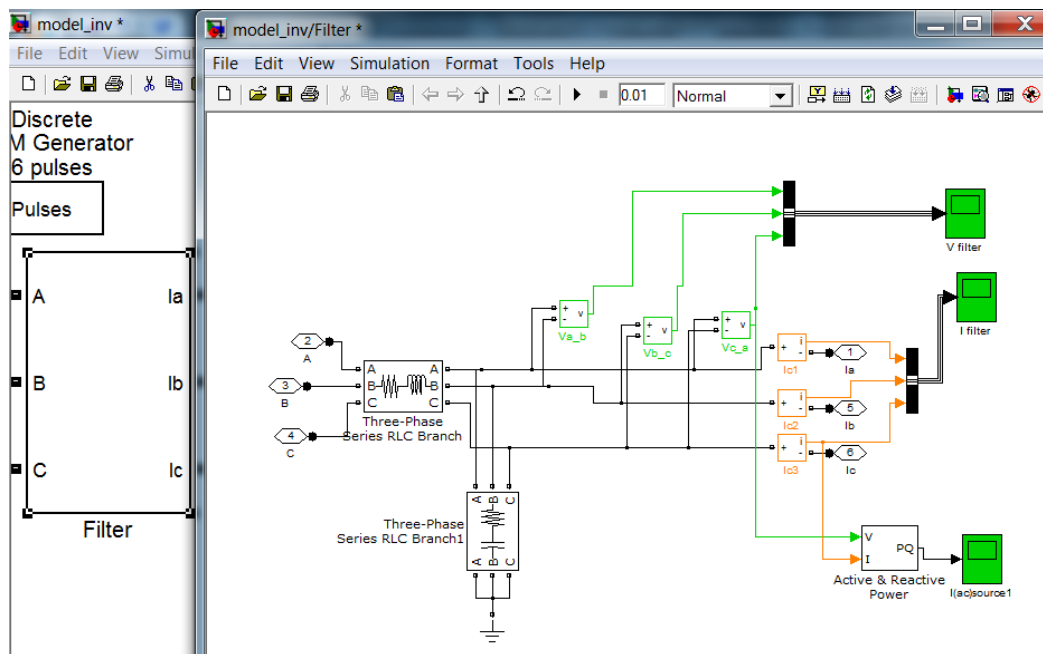 model_inv *
File Edit View Simul
Discrete
M Generator
6 pulses
Pulses
A Ia
B Ib
C Ic
Filter
model_inv/Filter *
File Edit View Simulation Format Tools Help
0.01 Normal
V filter
I filter
+ - v
Va_b
+ - v
Vb_c
+ - v
Vc_a
2
A
3
B
4
C
A A
B B
C C
Three-Phase
Series RLC Branch
+ i -
Ic1
1
Ia
+ i -
Ic2
5
Ib
+ i -
Ic3
6
Ic
A B C
A B C
Three-Phase
Series RLC Branch1
V
I
PQ
Active & Reactive
Power
I(ac)source1